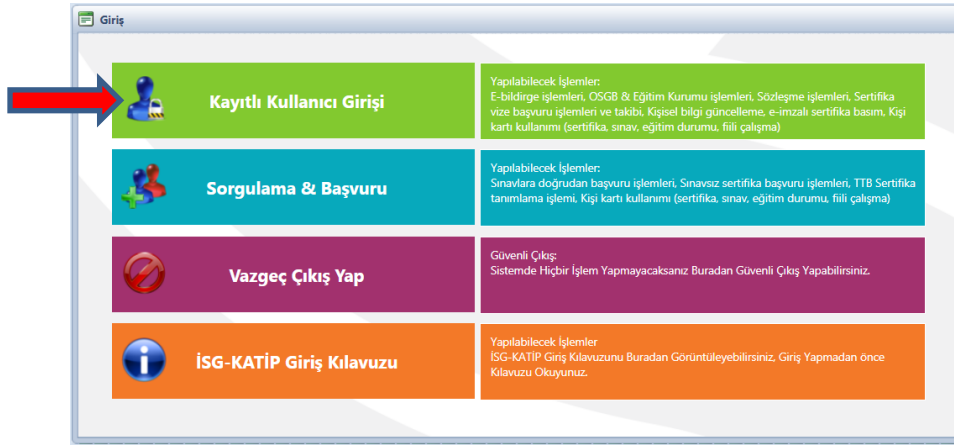 Giriş
Kayıtlı Kullanıcı Girişi
Yapılabilecek İşlemler:
E-bildirge işlemleri, OSGB & Eğitim Kurumu işlemleri, Sözleşme işlemleri, Sertifika
vize başvuru işlemleri ve takibi, Kişisel bilgi güncelleme, e-imzalı sertifika basım, Kişi
kartı kullanımı (sertifika, sınav, eğitim durumu, fiili çalışma)
Sorgulama & Başvuru
Yapılabilecek İşlemler:
Sınavlara doğrudan başvuru işlemleri, Sınavsız sertifika başvuru işlemleri, TTB Sertifika
tanımlama işlemi, Kişi kartı kullanımı (sertifika, sınav, eğitim durumu, fiili çalışma)
Vazgeç Çıkış Yap
Güvenli Çıkış:
Sistemde Hiçbir İşlem Yapmayacaksanız Buradan Güvenli Çıkış Yapabilirsiniz.
İSG-KATİP Giriş Kılavuzu
Yapılabilecek İşlemler
İSG-KATİP Giriş Kılavuzunu Buradan Görüntüleyebilirsiniz, Giriş Yapmadan önce
Kılavuzu Okuyunuz.